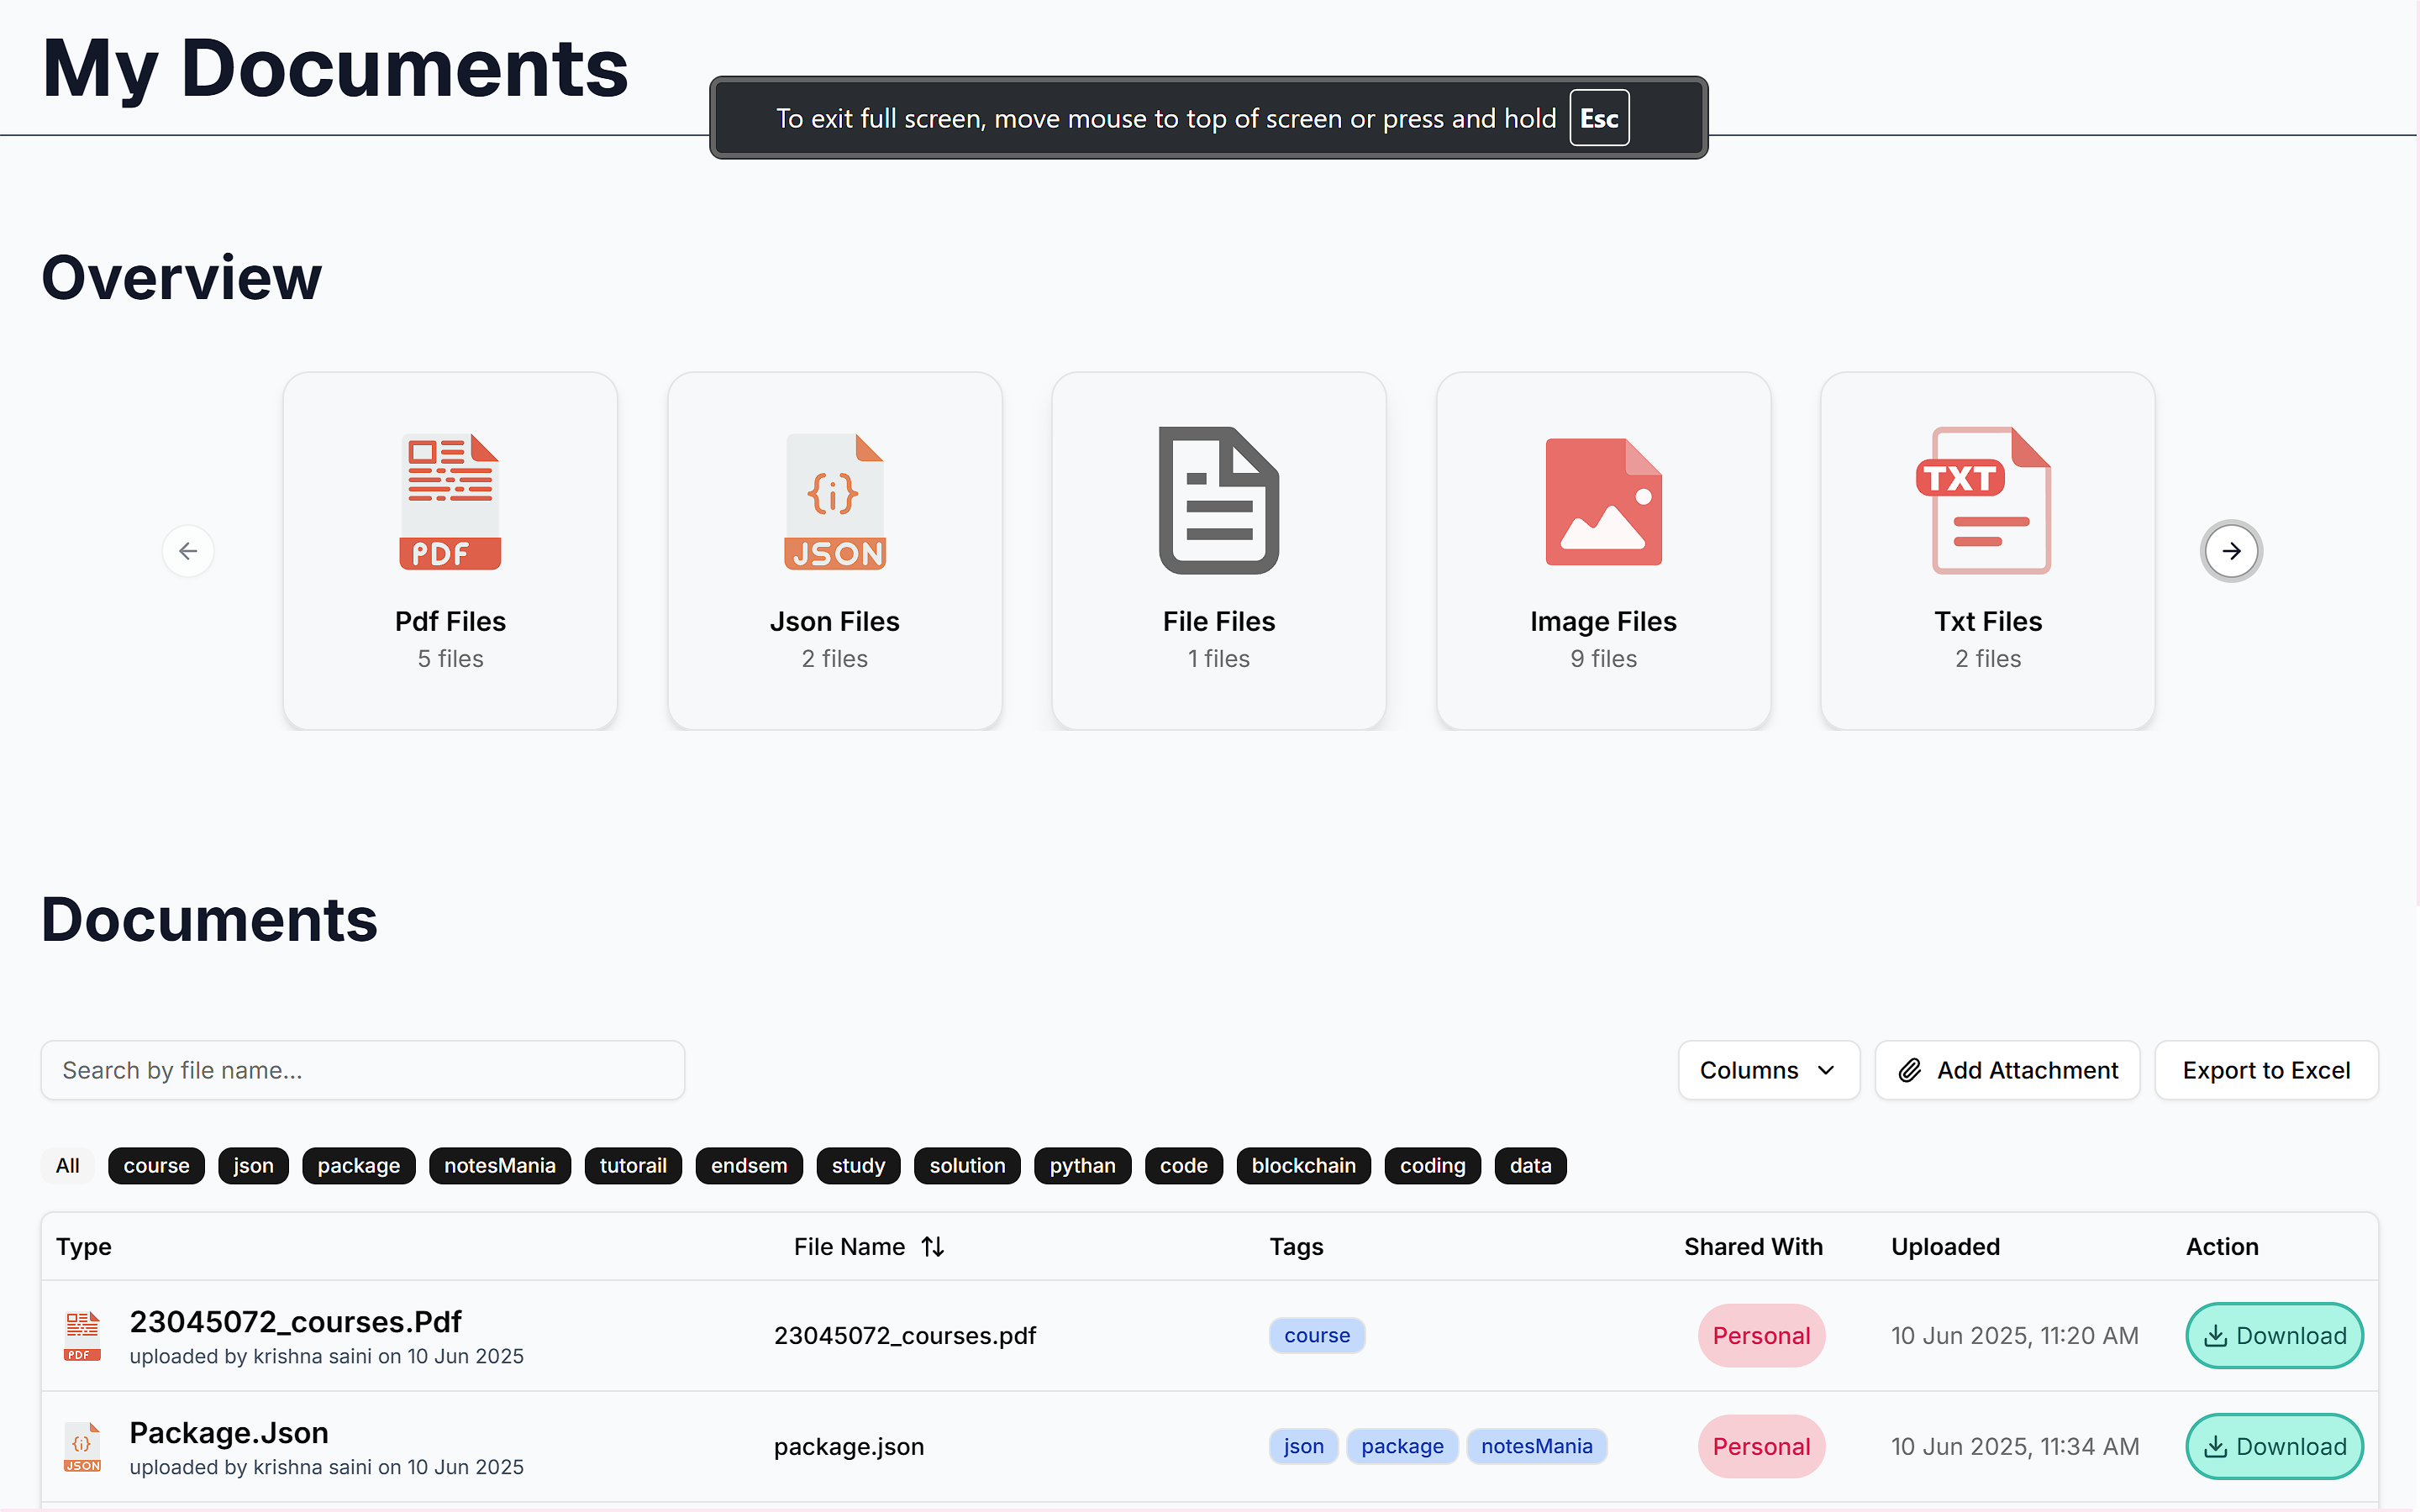 My Documents
To exit full screen, move mouse to top of screen or press and hold Esc
Overview
PDF
JSON
TXT
Pdf Files
Json Files
File Files
Image Files
Txt Files
5 files
2 files
1 files
9 files
2 files
Documents
Search by file name...
Columns
Add Attachment
Export to Excel
All course json package notesMania tutorail endsem study solution pythan code blockchain coding data
Type File Name Tags Shared With Uploaded Action
PDF
23045072_courses.Pdf
uploaded by krishna saini on 10 Jun 2025
23045072_courses.pdf
course
Personal
10 Jun 2025, 11:20 AM
Download
JSON
Package.Json
uploaded by krishna saini on 10 Jun 2025
package.json
json package notesMania
Personal
10 Jun 2025, 11:34 AM
Download